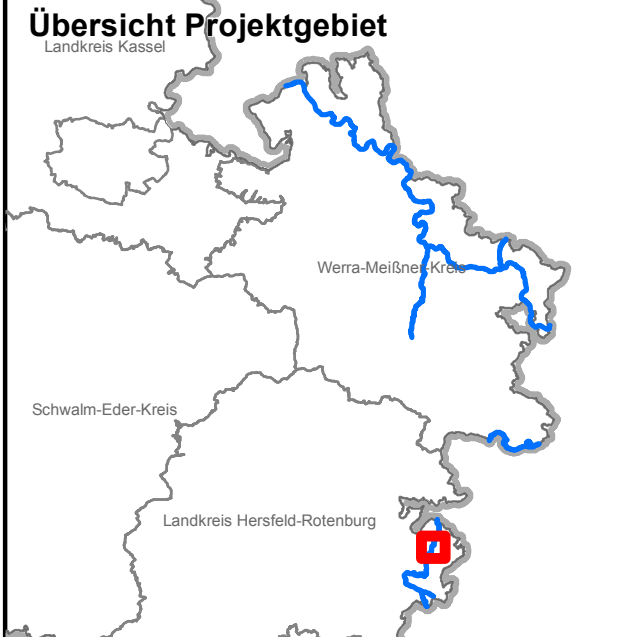 Übersicht Projektgebiet
Landkreis Kassel
Werra-Meißner-Kreis
Schwalm-Eder-Kreis
Landkreis Hersfeld-Rotenburg